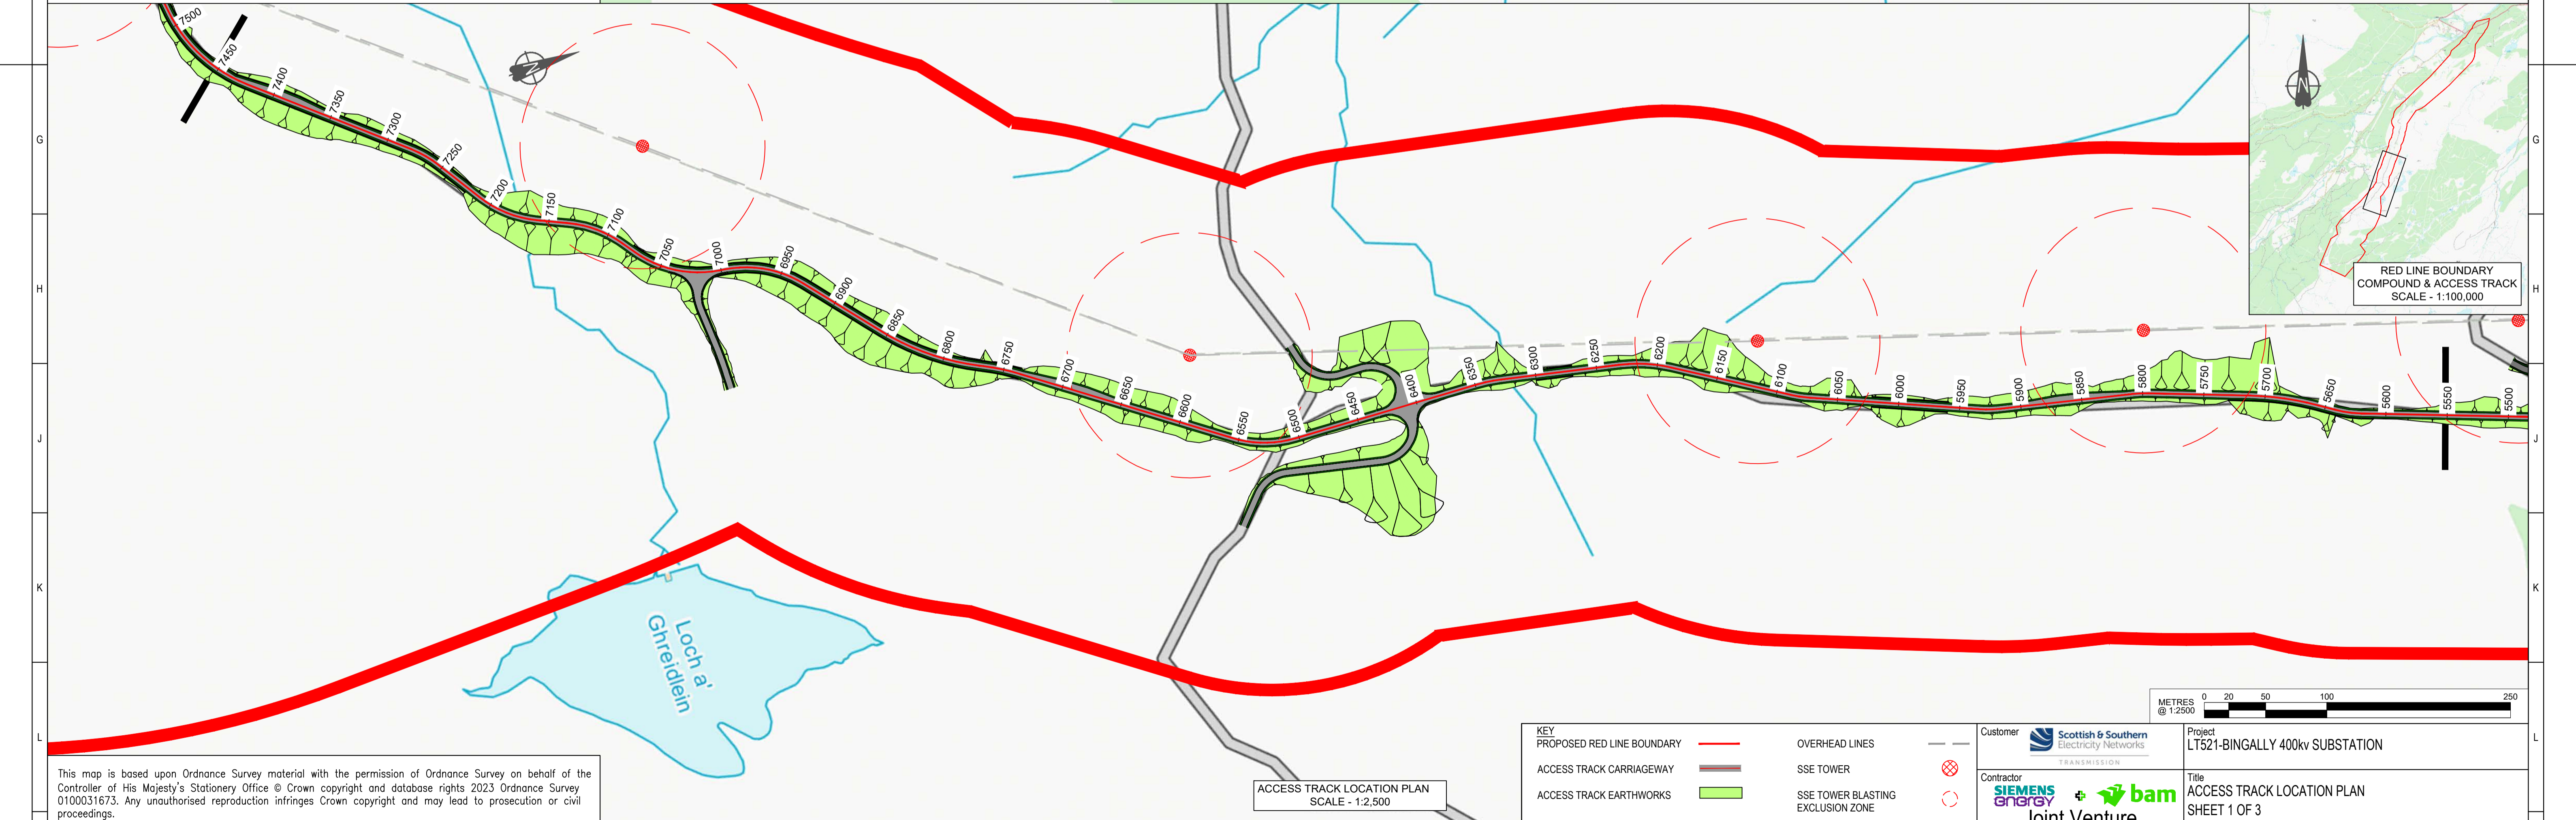 7500
7450
7400
7350
7300
7250
7200
7150
7100
7050
7000
6950
6900
6850
6800
6750
6700
6650
6600
6550
6500
6450
6400
6350
6300
6250
6200
6150
6100
6050
6000
5950
5900
5850
5800
5750
5700
5650
5600
5550
5500
N
N
G
H
J
K
L
G
H
J
K
L
RED LINE BOUNDARY
COMPOUND & ACCESS TRACK
SCALE - 1:100,000
Loch a'
Ghreidlein
METRES
@ 1:2500
0 20 50 100 250
This map is based upon Ordnance Survey material with the permission of Ordnance Survey on behalf of the
Controller of His Majesty's Stationery Office © Crown copyright and database rights 2023 Ordnance Survey
0100031673. Any unauthorised reproduction infringes Crown copyright and may lead to prosecution or civil
proceedings.
ACCESS TRACK LOCATION PLAN
SCALE - 1:2,500
KEY
PROPOSED RED LINE BOUNDARY
ACCESS TRACK CARRIAGEWAY
ACCESS TRACK EARTHWORKS
OVERHEAD LINES
SSE TOWER
SSE TOWER BLASTING
EXCLUSION ZONE
Customer
Scottish & Southern
Electricity Networks
TRANSMISSION
Contractor
SIEMENS
energy
bam
Joint Venture
Project
LT521-BINGALLY 400kv SUBSTATION
Title
ACCESS TRACK LOCATION PLAN
SHEET 1 OF 3